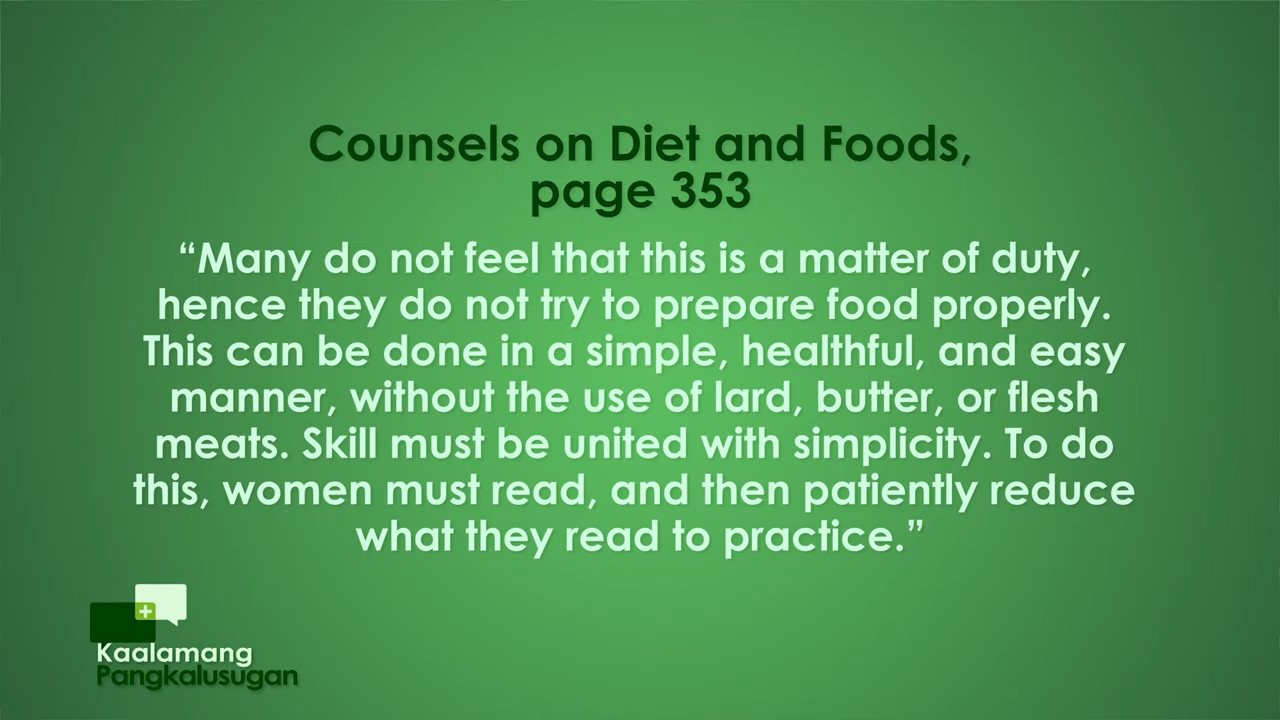 Counsels on Diet and Foods,
page 353
“Many do not feel that this is a matter of duty,
hence they do not try to prepare food properly.
This can be done in a simple, healthful, and easy
manner, without the use of lard, butter, or flesh
meats. Skill must be united with simplicity. To do
this, women must read, and then patiently reduce
what they read to practice.”
Kaalamang
Pangkalusugan